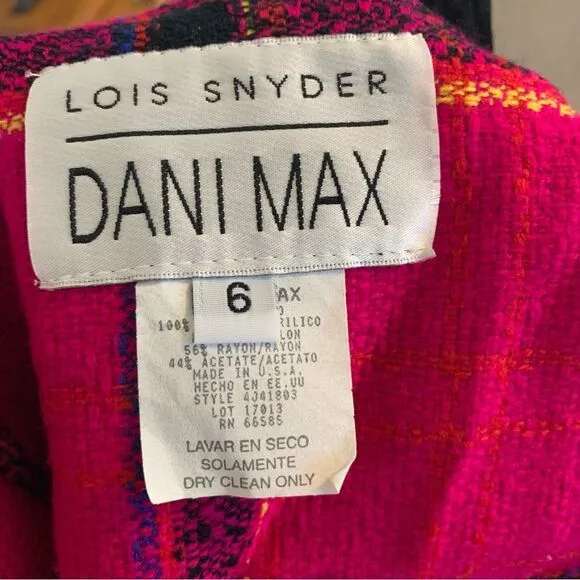 LOIS SNYDER
DANI MAX
6
AX
100% RILICO
56% RAYON/RAYON
44% ACETATE/ACETATO
MADE IN U.S.A.
HECHO EN EE.UU
STYLE 4J41803
LOT 17013
RN 66585
LAVAR EN SECO
SOLAMENTE
DRY CLEAN ONLY